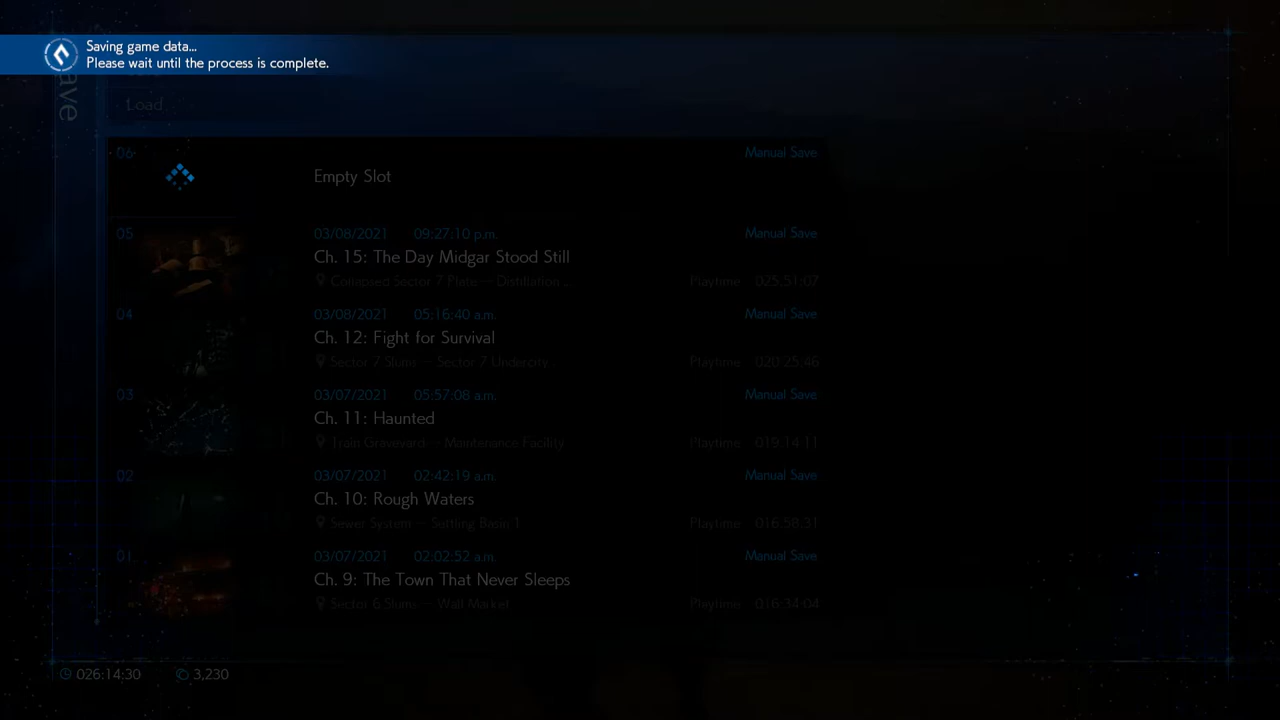 Saving game data...
Please wait until the process is complete.
ave
Load
06 Manual Save
Empty Slot
05 03/08/2021 09:27:10 p.m. Manual Save
Ch. 15: The Day Midgar Stood Still
Collapsed Sector 7 Plate — Distillation ... Playtime 025:51:07
04 03/08/2021 05:16:40 a.m. Manual Save
Ch. 12: Fight for Survival
Sector 7 Slums — Sector 7 Undercity Playtime 020:25:46
03 03/07/2021 05:57:08 a.m. Manual Save
Ch. 11: Haunted
Train Graveyard — Maintenance Facility Playtime 019:14:11
02 03/07/2021 02:42:19 a.m. Manual Save
Ch. 10: Rough Waters
Sewer System — Settling Basin 1 Playtime 016:58:31
01 03/07/2021 02:02:52 a.m. Manual Save
Ch. 9: The Town That Never Sleeps
Sector 6 Slums — Wall Market Playtime 016:34:04
026:14:30 3,230